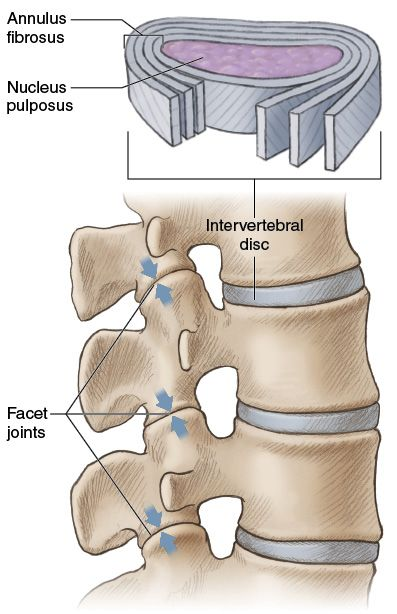 Annulus
fibrosus
Nucleus
pulposus
Intervertebral
disc
Facet
joints